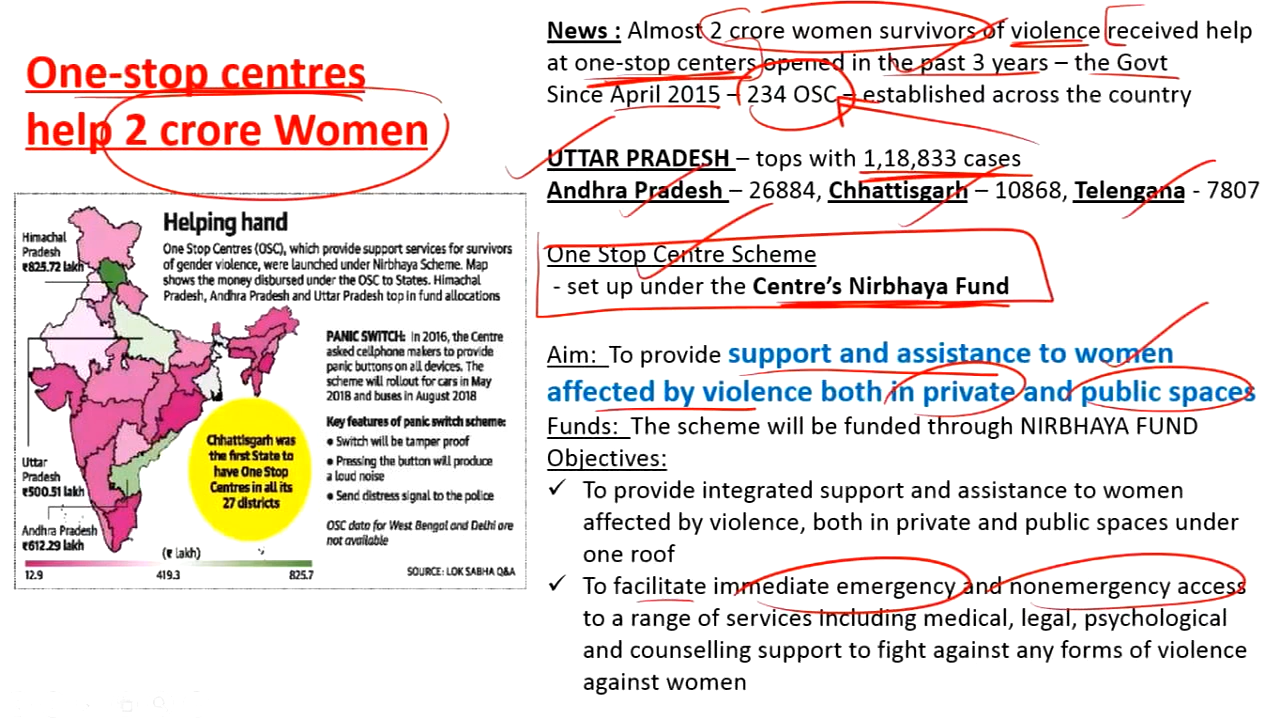 One-stop centres
help 2 crore Women
News : Almost 2 crore women survivors of violence received help
at one-stop centers opened in the past 3 years – the Govt
Since April 2015 – 234 OSC – established across the country
UTTAR PRADESH – tops with 1,18,833 cases
Andhra Pradesh – 26884, Chhattisgarh – 10868, Telengana - 7807
One Stop Centre Scheme
- set up under the Centre's Nirbhaya Fund
Aim: To provide support and assistance to women
affected by violence both in private and public spaces
Funds: The scheme will be funded through NIRBHAYA FUND
Objectives:
✓ To provide integrated support and assistance to women
affected by violence, both in private and public spaces under
one roof
✓ To facilitate immediate emergency and nonemergency access
to a range of services including medical, legal, psychological
and counselling support to fight against any forms of violence
against women
Helping hand
One Stop Centres (OSC), which provide support services for survivors
of gender violence, were launched under Nirbhaya Scheme. Map
shows the money disbursed under the OSC to States. Himachal
Pradesh, Andhra Pradesh and Uttar Pradesh top in fund allocations
Himachal
Pradesh
₹825.72 lakh
PANIC SWITCH: In 2016, the Centre
asked cellphone makers to provide
panic buttons on all devices. The
scheme will rollout for cars in May
2018 and buses in August 2018
Key features of panic switch scheme:
• Switch will be tamper proof
• Pressing the button will produce
a loud noise
• Send distress signal to the police
OSC data for West Bengal and Delhi are
not available
Chhattisgarh was
the first State to
have One Stop
Centres in all its
27 districts
Uttar
Pradesh
₹500.51 lakh
Andhra Pradesh
₹612.29 lakh
(₹ lakh)
12.9 419.3 825.7
SOURCE: LOK SABHA Q&A